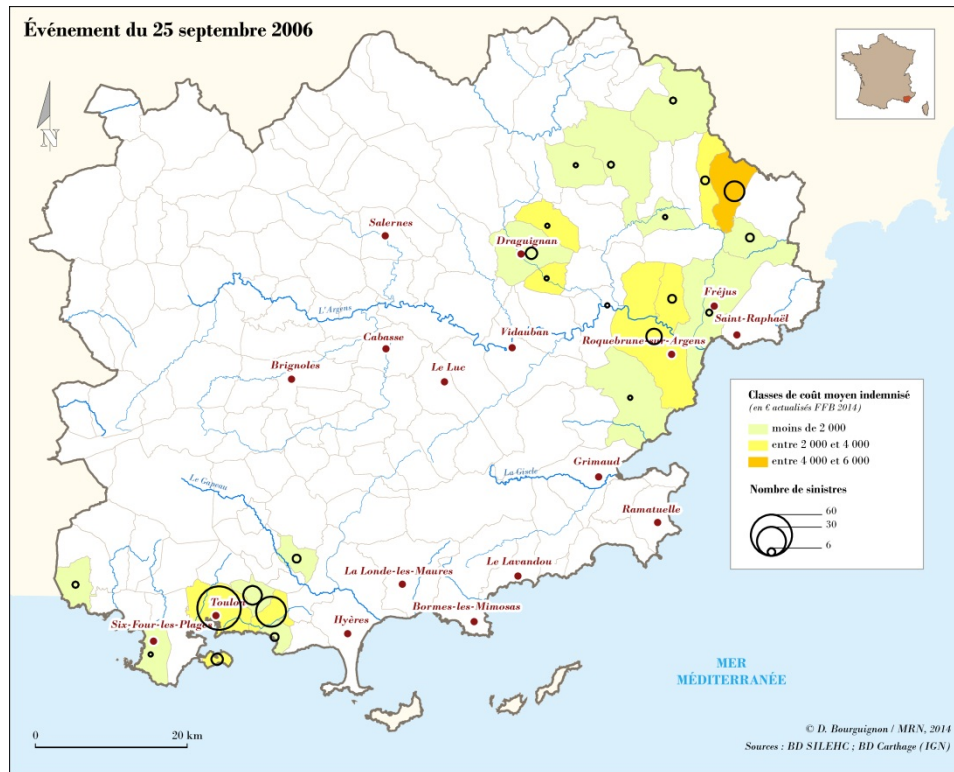 Événement du 25 septembre 2006
N
Salernes
Draguignan
L'Argens
Fréjus
Saint-Raphaël
Vidauban
Cabasse
Roquebrune-sur-Argens
Brignoles
Le Luc
Classes de coût moyen indemnisé
(en € actualisés FFB 2014)
moins de 2 000
entre 2 000 et 4 000
entre 4 000 et 6 000
Nombre de sinistres
60
30
6
Grimaud
La Gisele
Le Gapeau
Ramatuelle
Le Lavandou
La Londe-les-Maures
Toulon
Bormes-les-Mimosas
Hyères
Six-Four-les-Plages
MER
MÉDITERRANÉE
0
20 km
© D. Bourguignon / MRN, 2014
Sources : BD SILEHC ; BD Carthage (IGN)